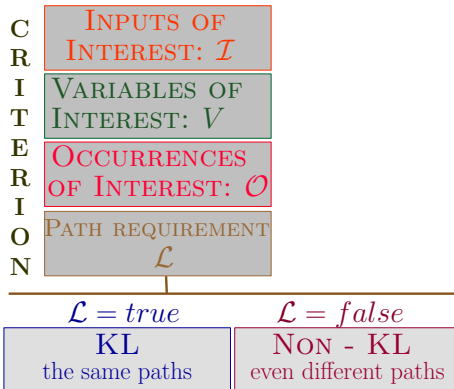 CRITERION
INPUTS OF
INTEREST: 𝓘
VARIABLES OF
INTEREST: V
OCCURRENCES
OF INTEREST: 𝓞
PATH REQUIREMENT
𝓛
𝓛 = true
𝓛 = false
KL
the same paths
NON - KL
even different paths